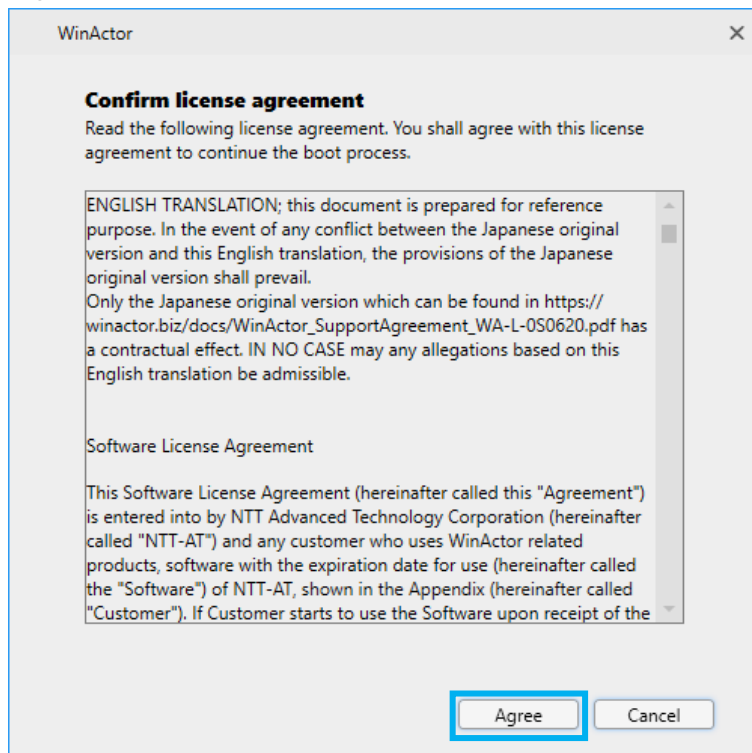 WinActor
Confirm license agreement
Read the following license agreement. You shall agree with this license
agreement to continue the boot process.
ENGLISH TRANSLATION; this document is prepared for reference
purpose. In the event of any conflict between the Japanese original
version and this English translation, the provisions of the Japanese
original version shall prevail.
Only the Japanese original version which can be found in https://
winactor.biz/docs/WinActor_SupportAgreement_WA-L-0S0620.pdf has
a contractual effect. IN NO CASE may any allegations based on this
English translation be admissible.
Software License Agreement
This Software License Agreement (hereinafter called this "Agreement")
is entered into by NTT Advanced Technology Corporation (hereinafter
called "NTT-AT") and any customer who uses WinActor related
products, software with the expiration date for use (hereinafter called
the "Software") of NTT-AT, shown in the Appendix (hereinafter called
"Customer"). If Customer starts to use the Software upon receipt of the
Agree
Cancel